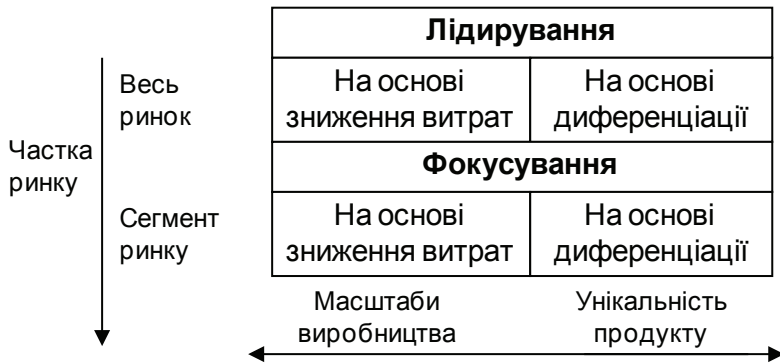 Лідирування
Весь
ринок
На основі
зниження витрат
На основі
диференціації
Частка
ринку
Фокусування
Сегмент
ринку
На основі
зниження витрат
На основі
диференціації
Масштаби
виробництва
Унікальність
продукту